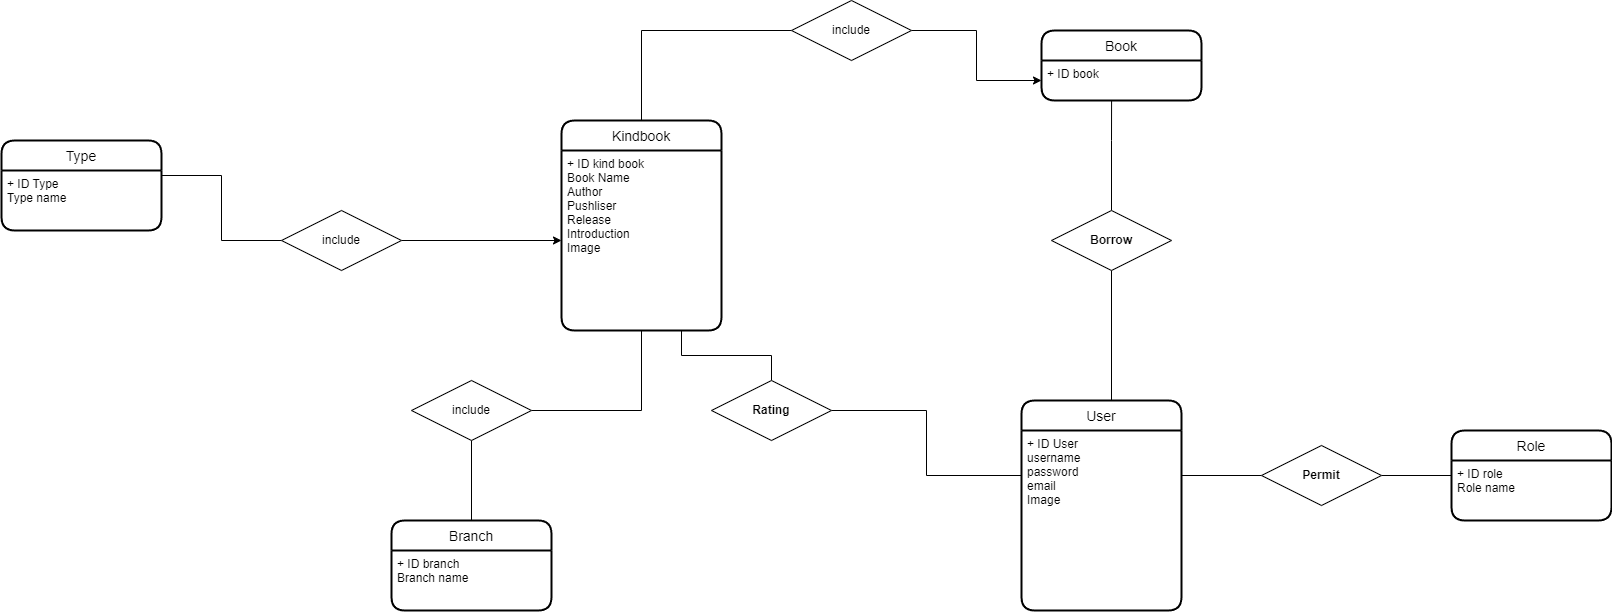 include
Book
+ ID book
Kindbook
+ ID kind book
Book Name
Author
Pushliser
Release
Introduction
Image
Type
+ ID Type
Type name
include
Borrow
include
Rating
User
+ ID User
username
password
email
Image
Permit
Role
+ ID role
Role name
Branch
+ ID branch
Branch name